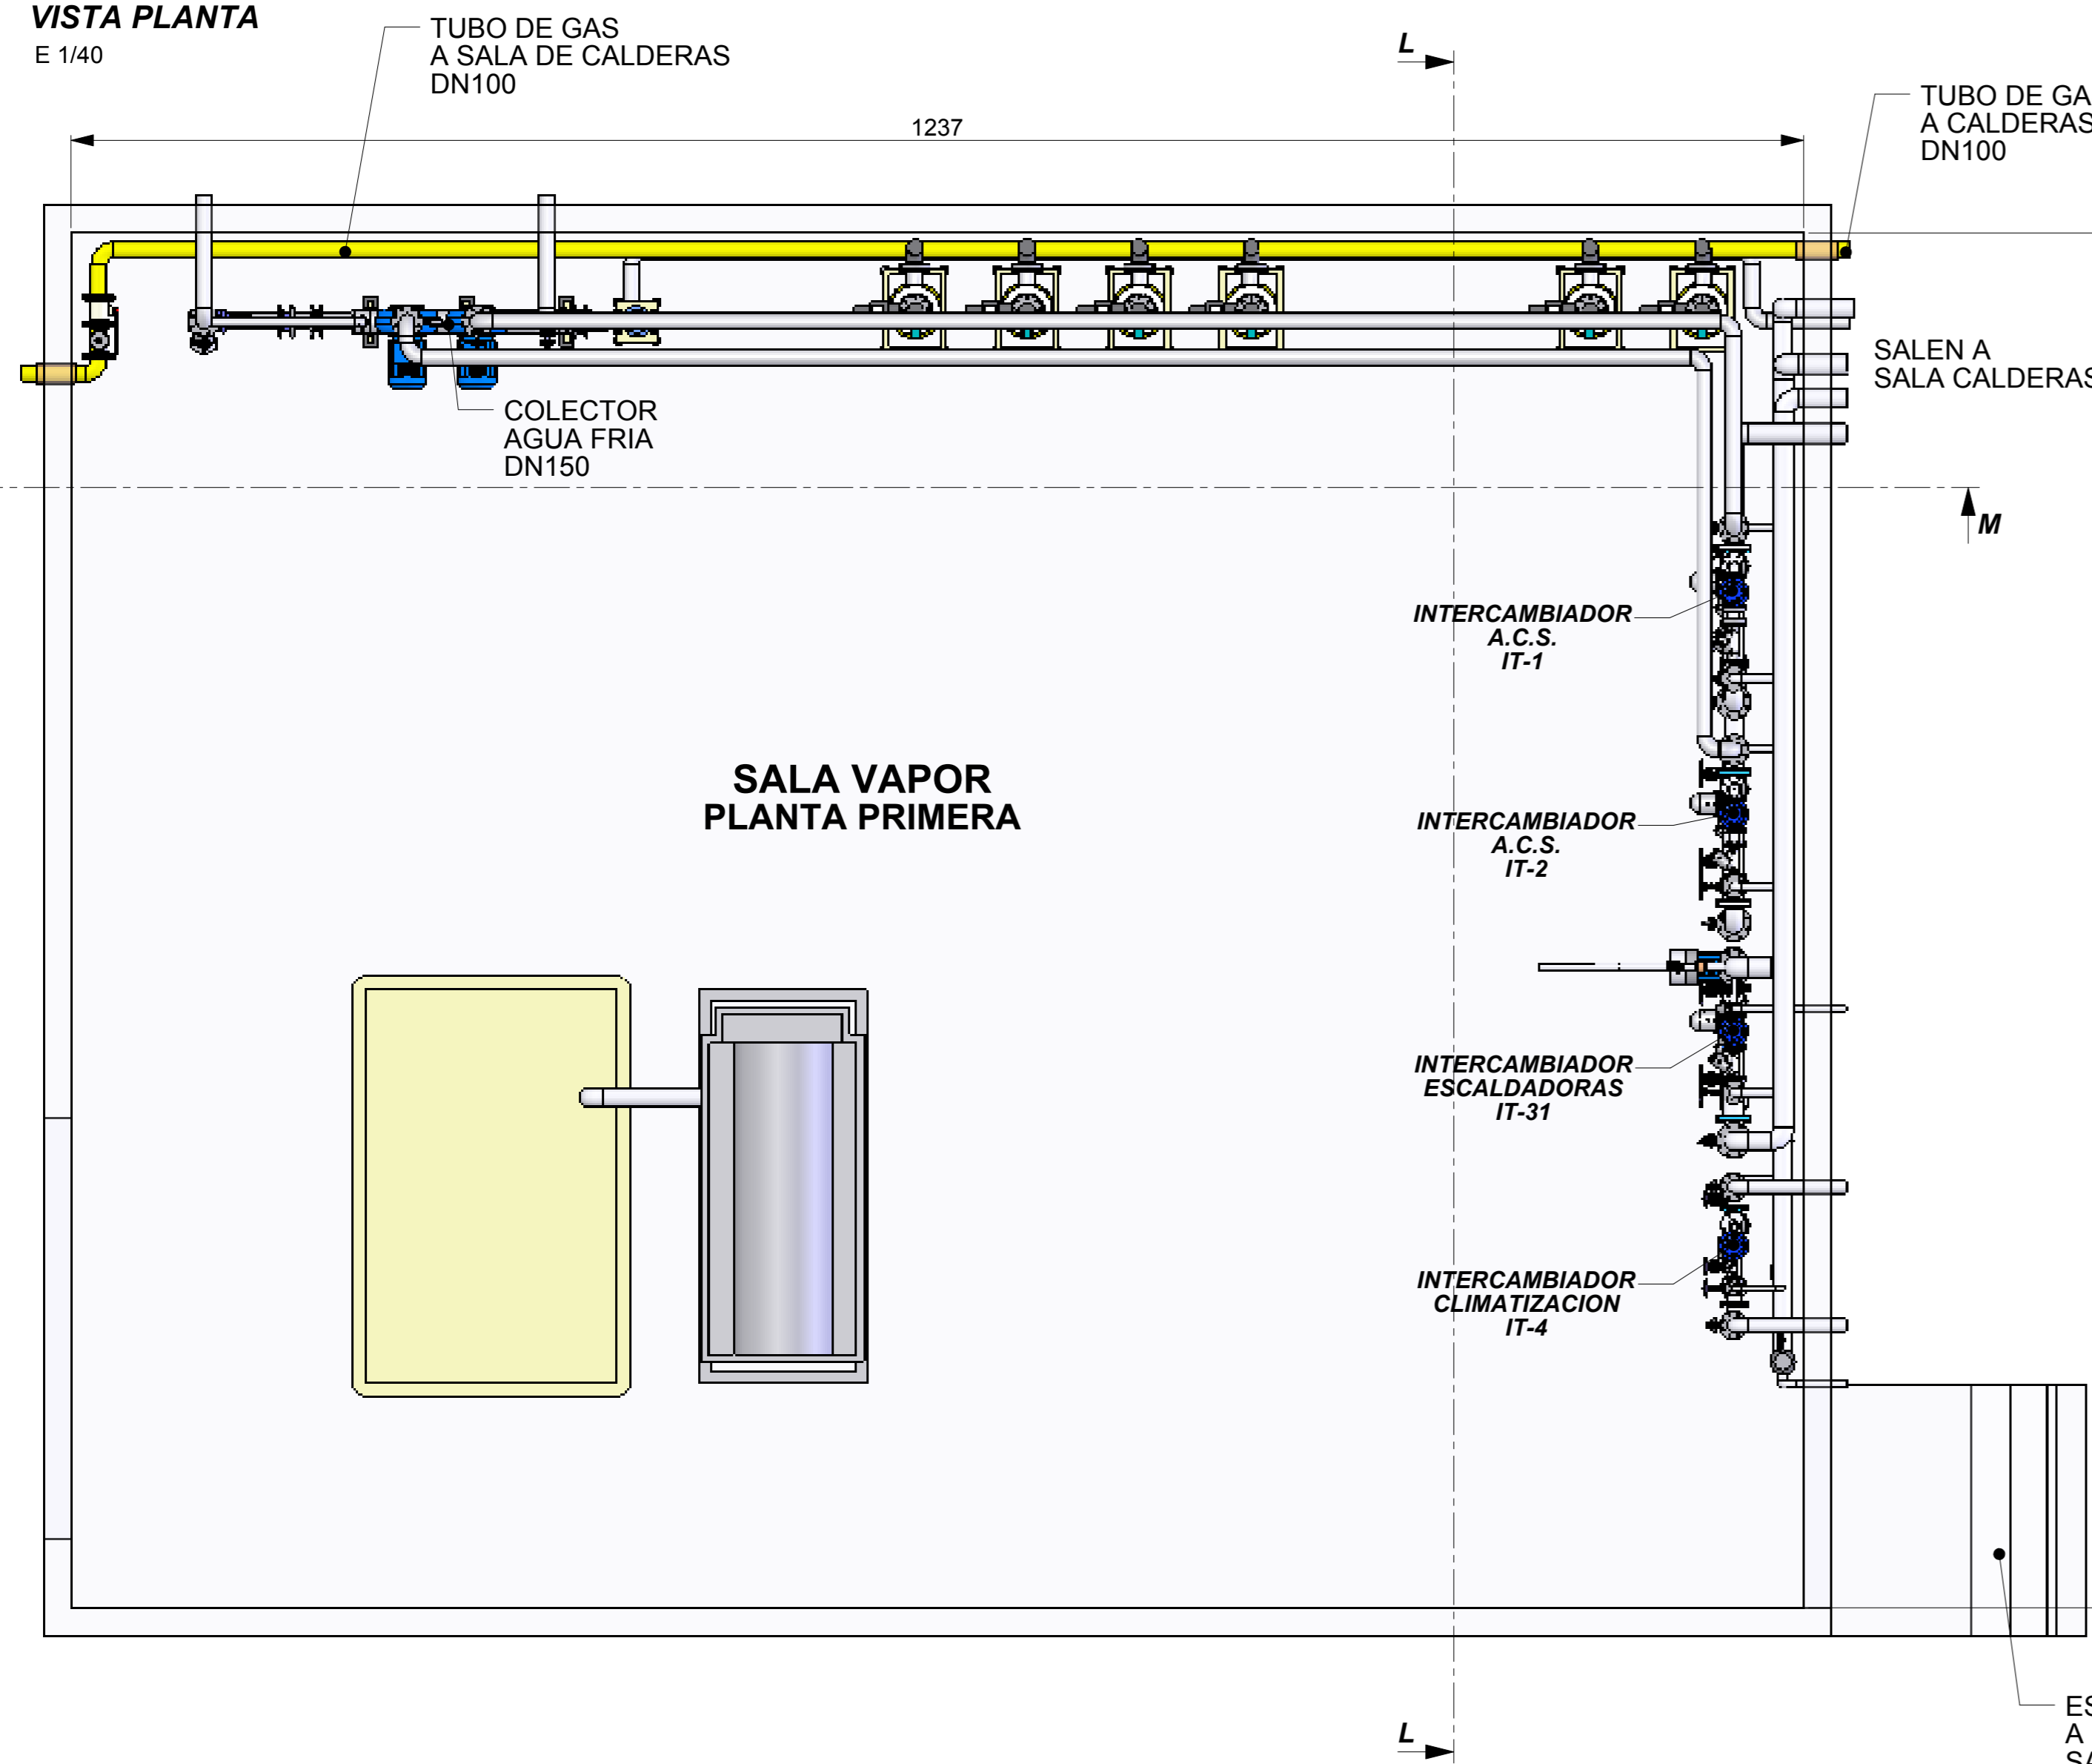 VISTA PLANTA
E 1/40
TUBO DE GAS
A SALA DE CALDERAS
DN100
L
1237
TUBO DE GA
A CALDERAS
DN100
SALEN A
SALA CALDERAS
COLECTOR
AGUA FRIA
DN150
M
INTERCAMBIADOR
A.C.S.
IT-1
SALA VAPOR
PLANTA PRIMERA
INTERCAMBIADOR
A.C.S.
IT-2
INTERCAMBIADOR
ESCALDADORAS
IT-31
INTERCAMBIADOR
CLIMATIZACION
IT-4
L
ES
A
SA